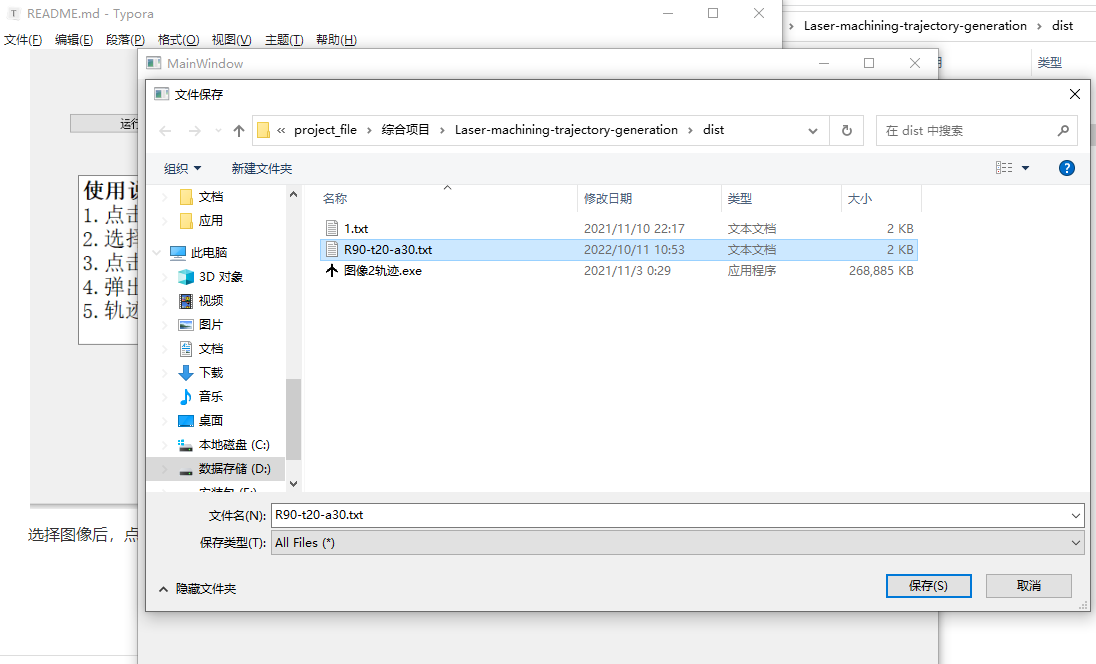 README.md - Typora
文件(F) 编辑(E) 段落(P) 格式(O) 视图(V) 主题(T) 帮助(H)
Laser-machining-trajectory-generation › dist
类型
MainWindow
文件保存
« project_file › 综合项目 › Laser-machining-trajectory-generation › dist
在 dist 中搜索
组织 新建文件夹
运行
使用说
1.点击
2.选择
3.点击
4.弹出
5.轨迹
选择图像后，点
文档
应用
此电脑
3D 对象
视频
图片
文档
下载
音乐
桌面
本地磁盘 (C:)
数据存储 (D:)
名称 修改日期 类型 大小
1.txt 2021/11/10 22:17 文本文档 2 KB
R90-t20-a30.txt 2022/10/11 10:53 文本文档 2 KB
图像2轨迹.exe 2021/11/3 0:29 应用程序 268,885 KB
文件名(N): R90-t20-a30.txt
保存类型(T): All Files (*)
隐藏文件夹
保存(S) 取消